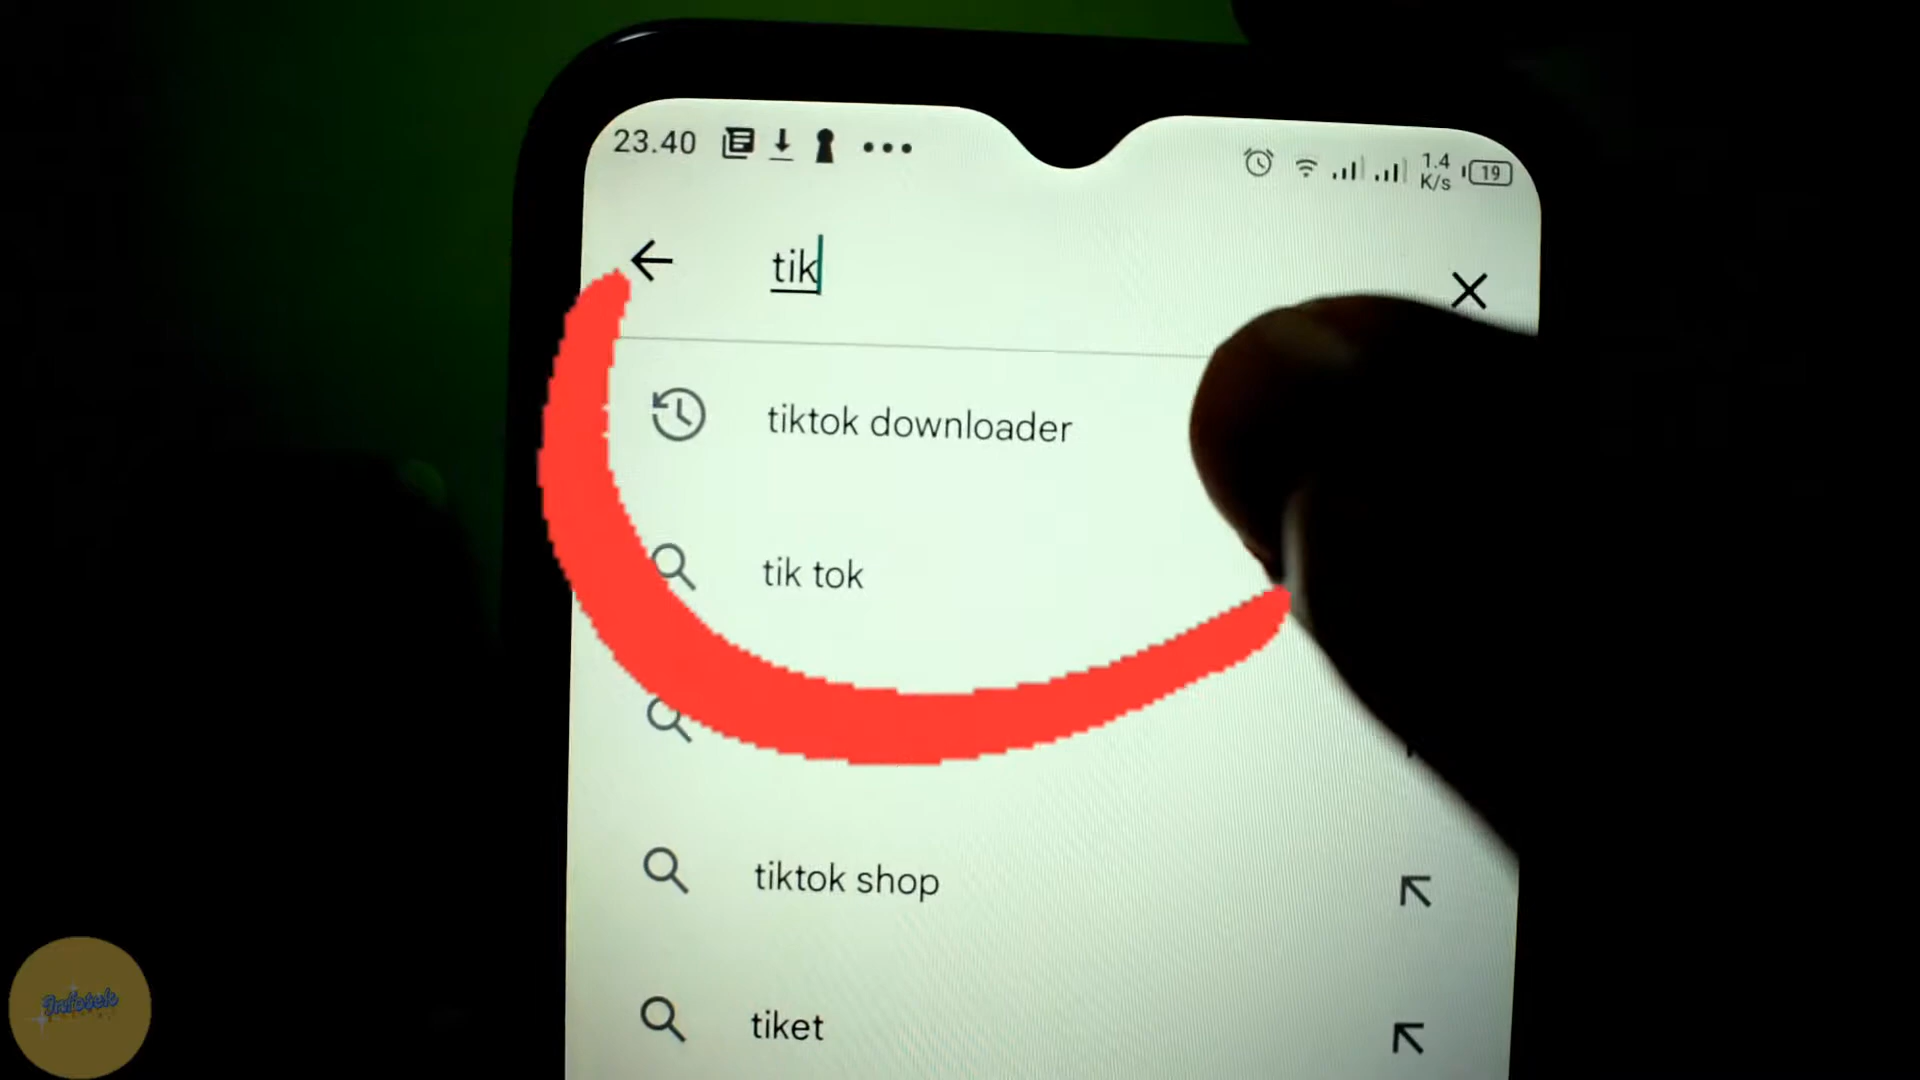 23.40
1.4
K/s
19
tik
tiktok downloader
tik tok
tiktok shop
tiket